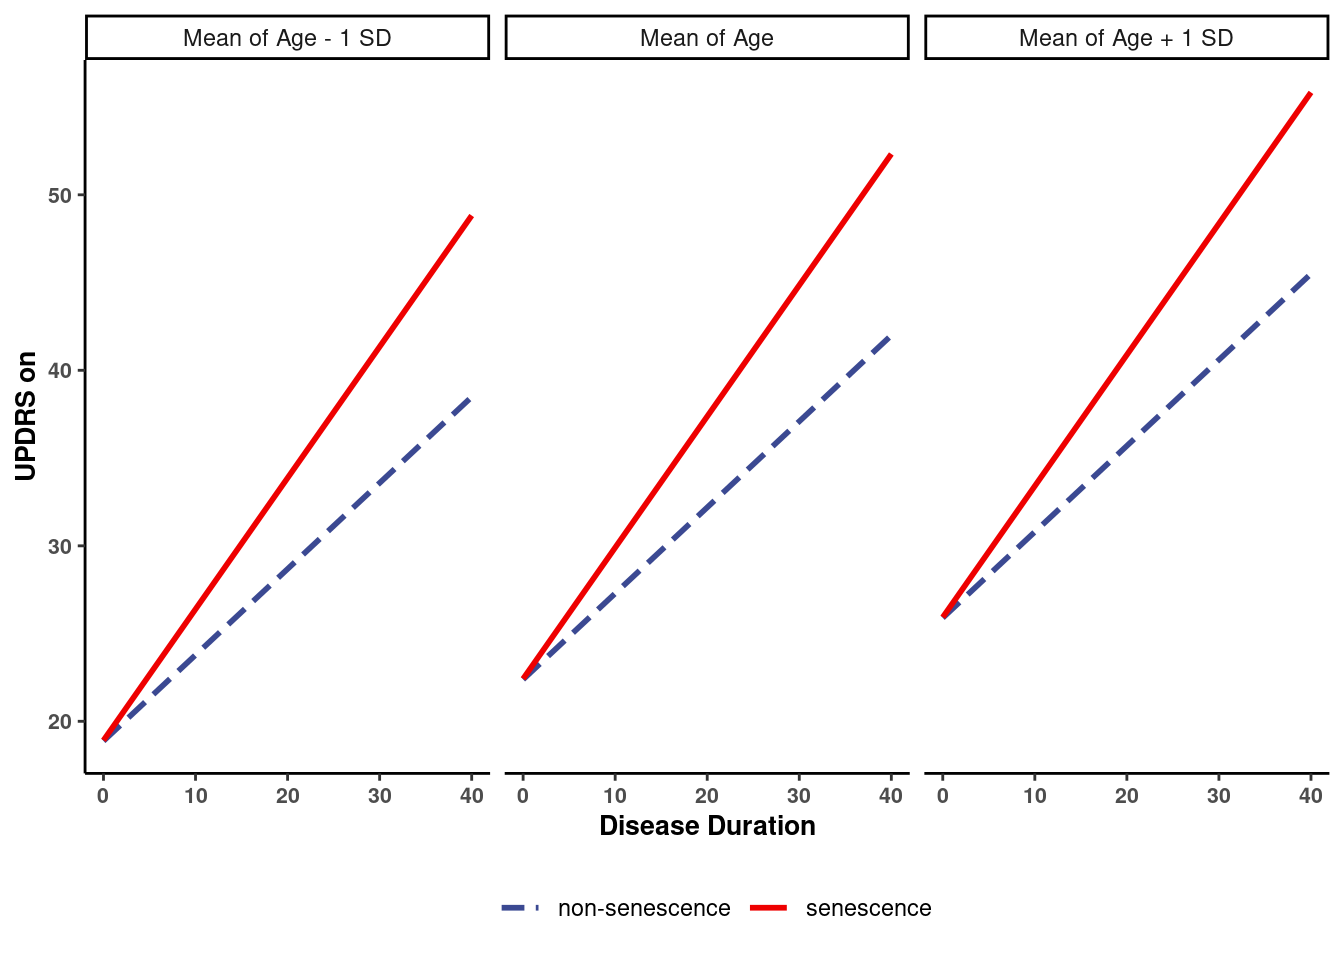 Mean of Age - 1 SD
Mean of Age
Mean of Age + 1 SD
UPDRS on
50
40
30
20
0 10 20 30 40
0 10 20 30 40
0 10 20 30 40
Disease Duration
non-senescence senescence